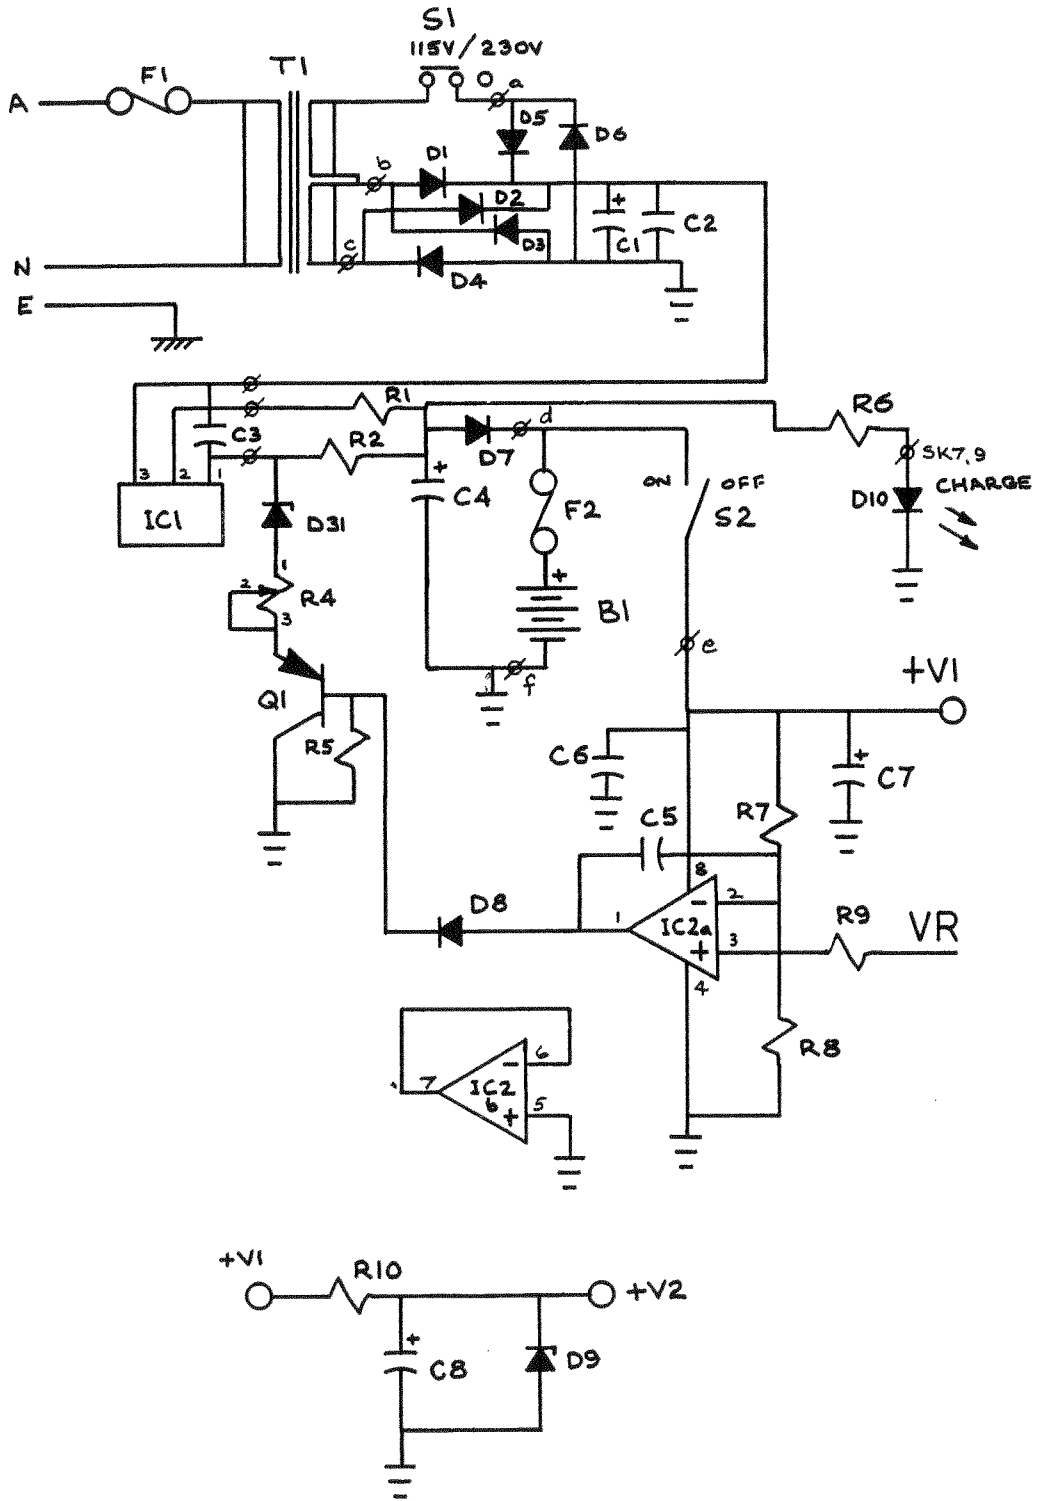 S1
115V/230V
F1
T1
A
a
D5
D6
D1
b
D2
C1
C2
D3
c
D4
N
E
+
R1
R6
d
C3
R2
D7
SK7,9
3 2 1
IC1
+
C4
ON OFF
S2
F2
D10
CHARGE
D31
1
2
R4
3
+
B1
e
f
Q1
R5
+V1
C6
+
C7
C5
R7
8
D8
1
IC2a
-
2
+
3
R9
VR
4
R8
7
IC2
b
-
6
+
5
+V1
R10
+V2
+
C8
D9